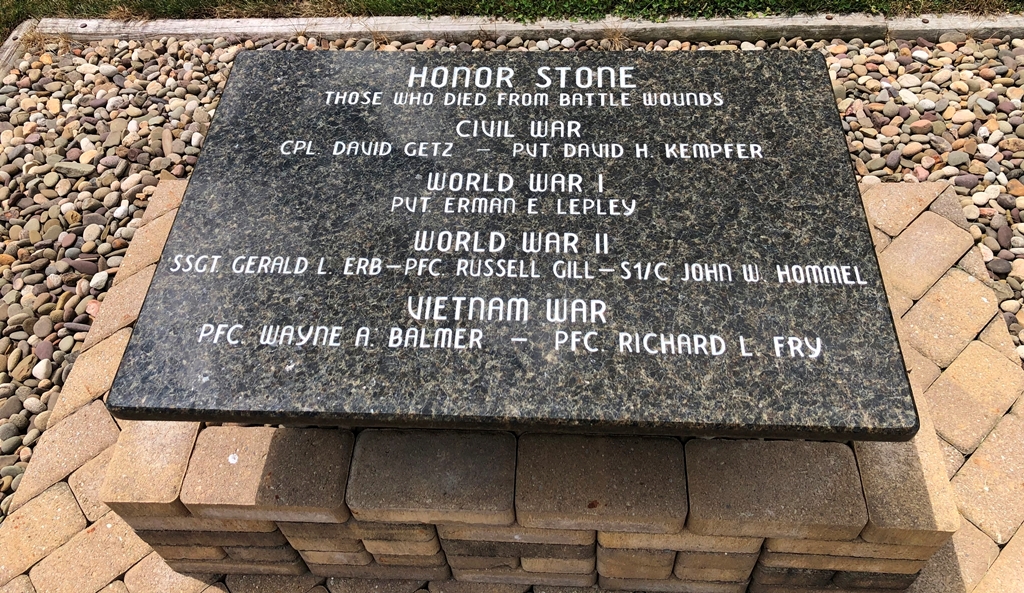 HONOR STONE
THOSE WHO DIED FROM BATTLE WOUNDS
CIVIL WAR
CPL. DAVID GETZ — PVT. DAVID H. KEMPFER
WORLD WAR I
PVT. ERMAN E. LEPLEY
WORLD WAR II
SSGT. GERALD L. ERB—PFC. RUSSELL GILL—S1/C JOHN W. HOMMEL
VIETNAM WAR
PFC. WAYNE A. BALMER — PFC. RICHARD L. FRY